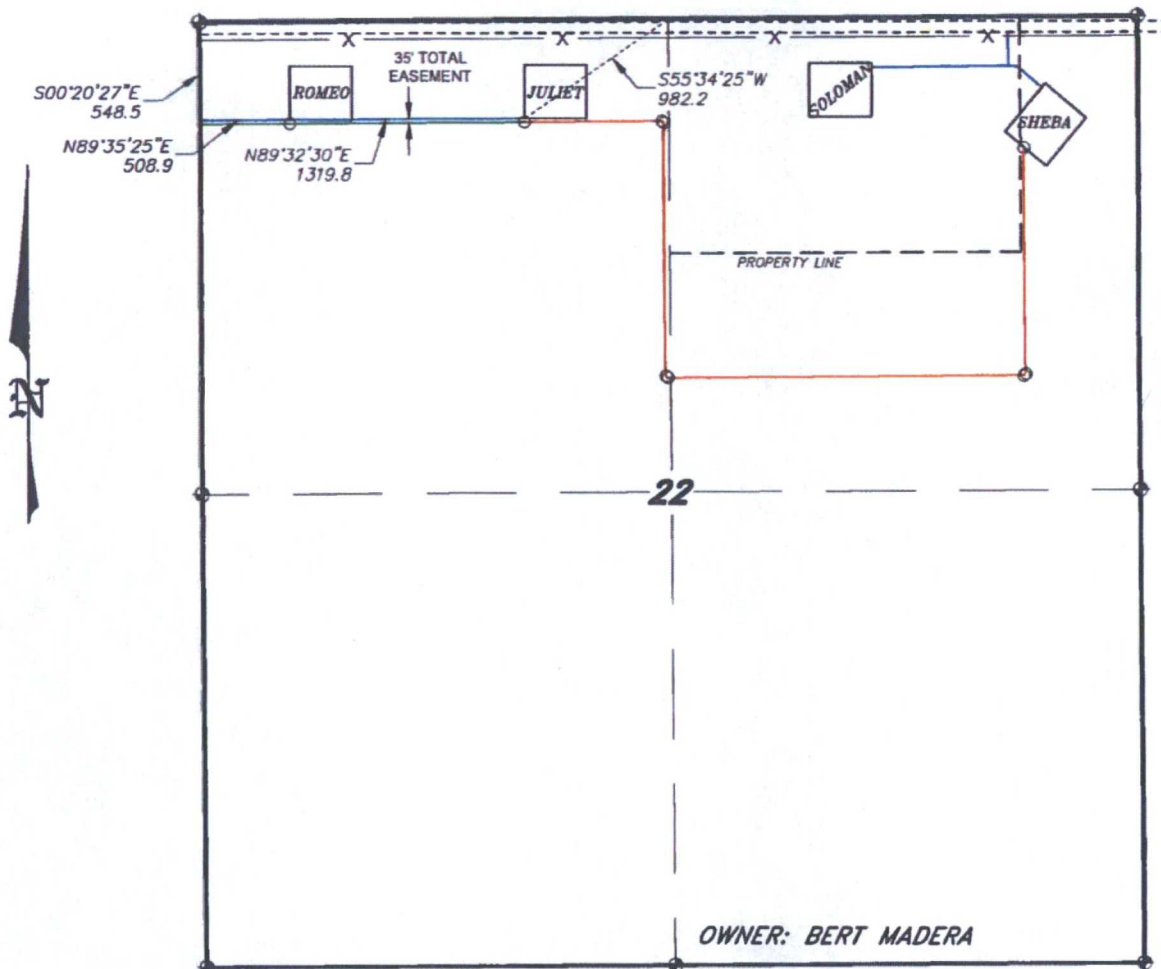 X X X X
35' TOTAL
EASEMENT
S00°20'27"E
548.5
ROMEO
JULIET
S55°34'25"W
982.2
SOLOMAN
SHEBA
N89°35'25"E
508.9
N89°32'30"E
1319.8
PROPERTY LINE
N
22
OWNER: BERT MADERA